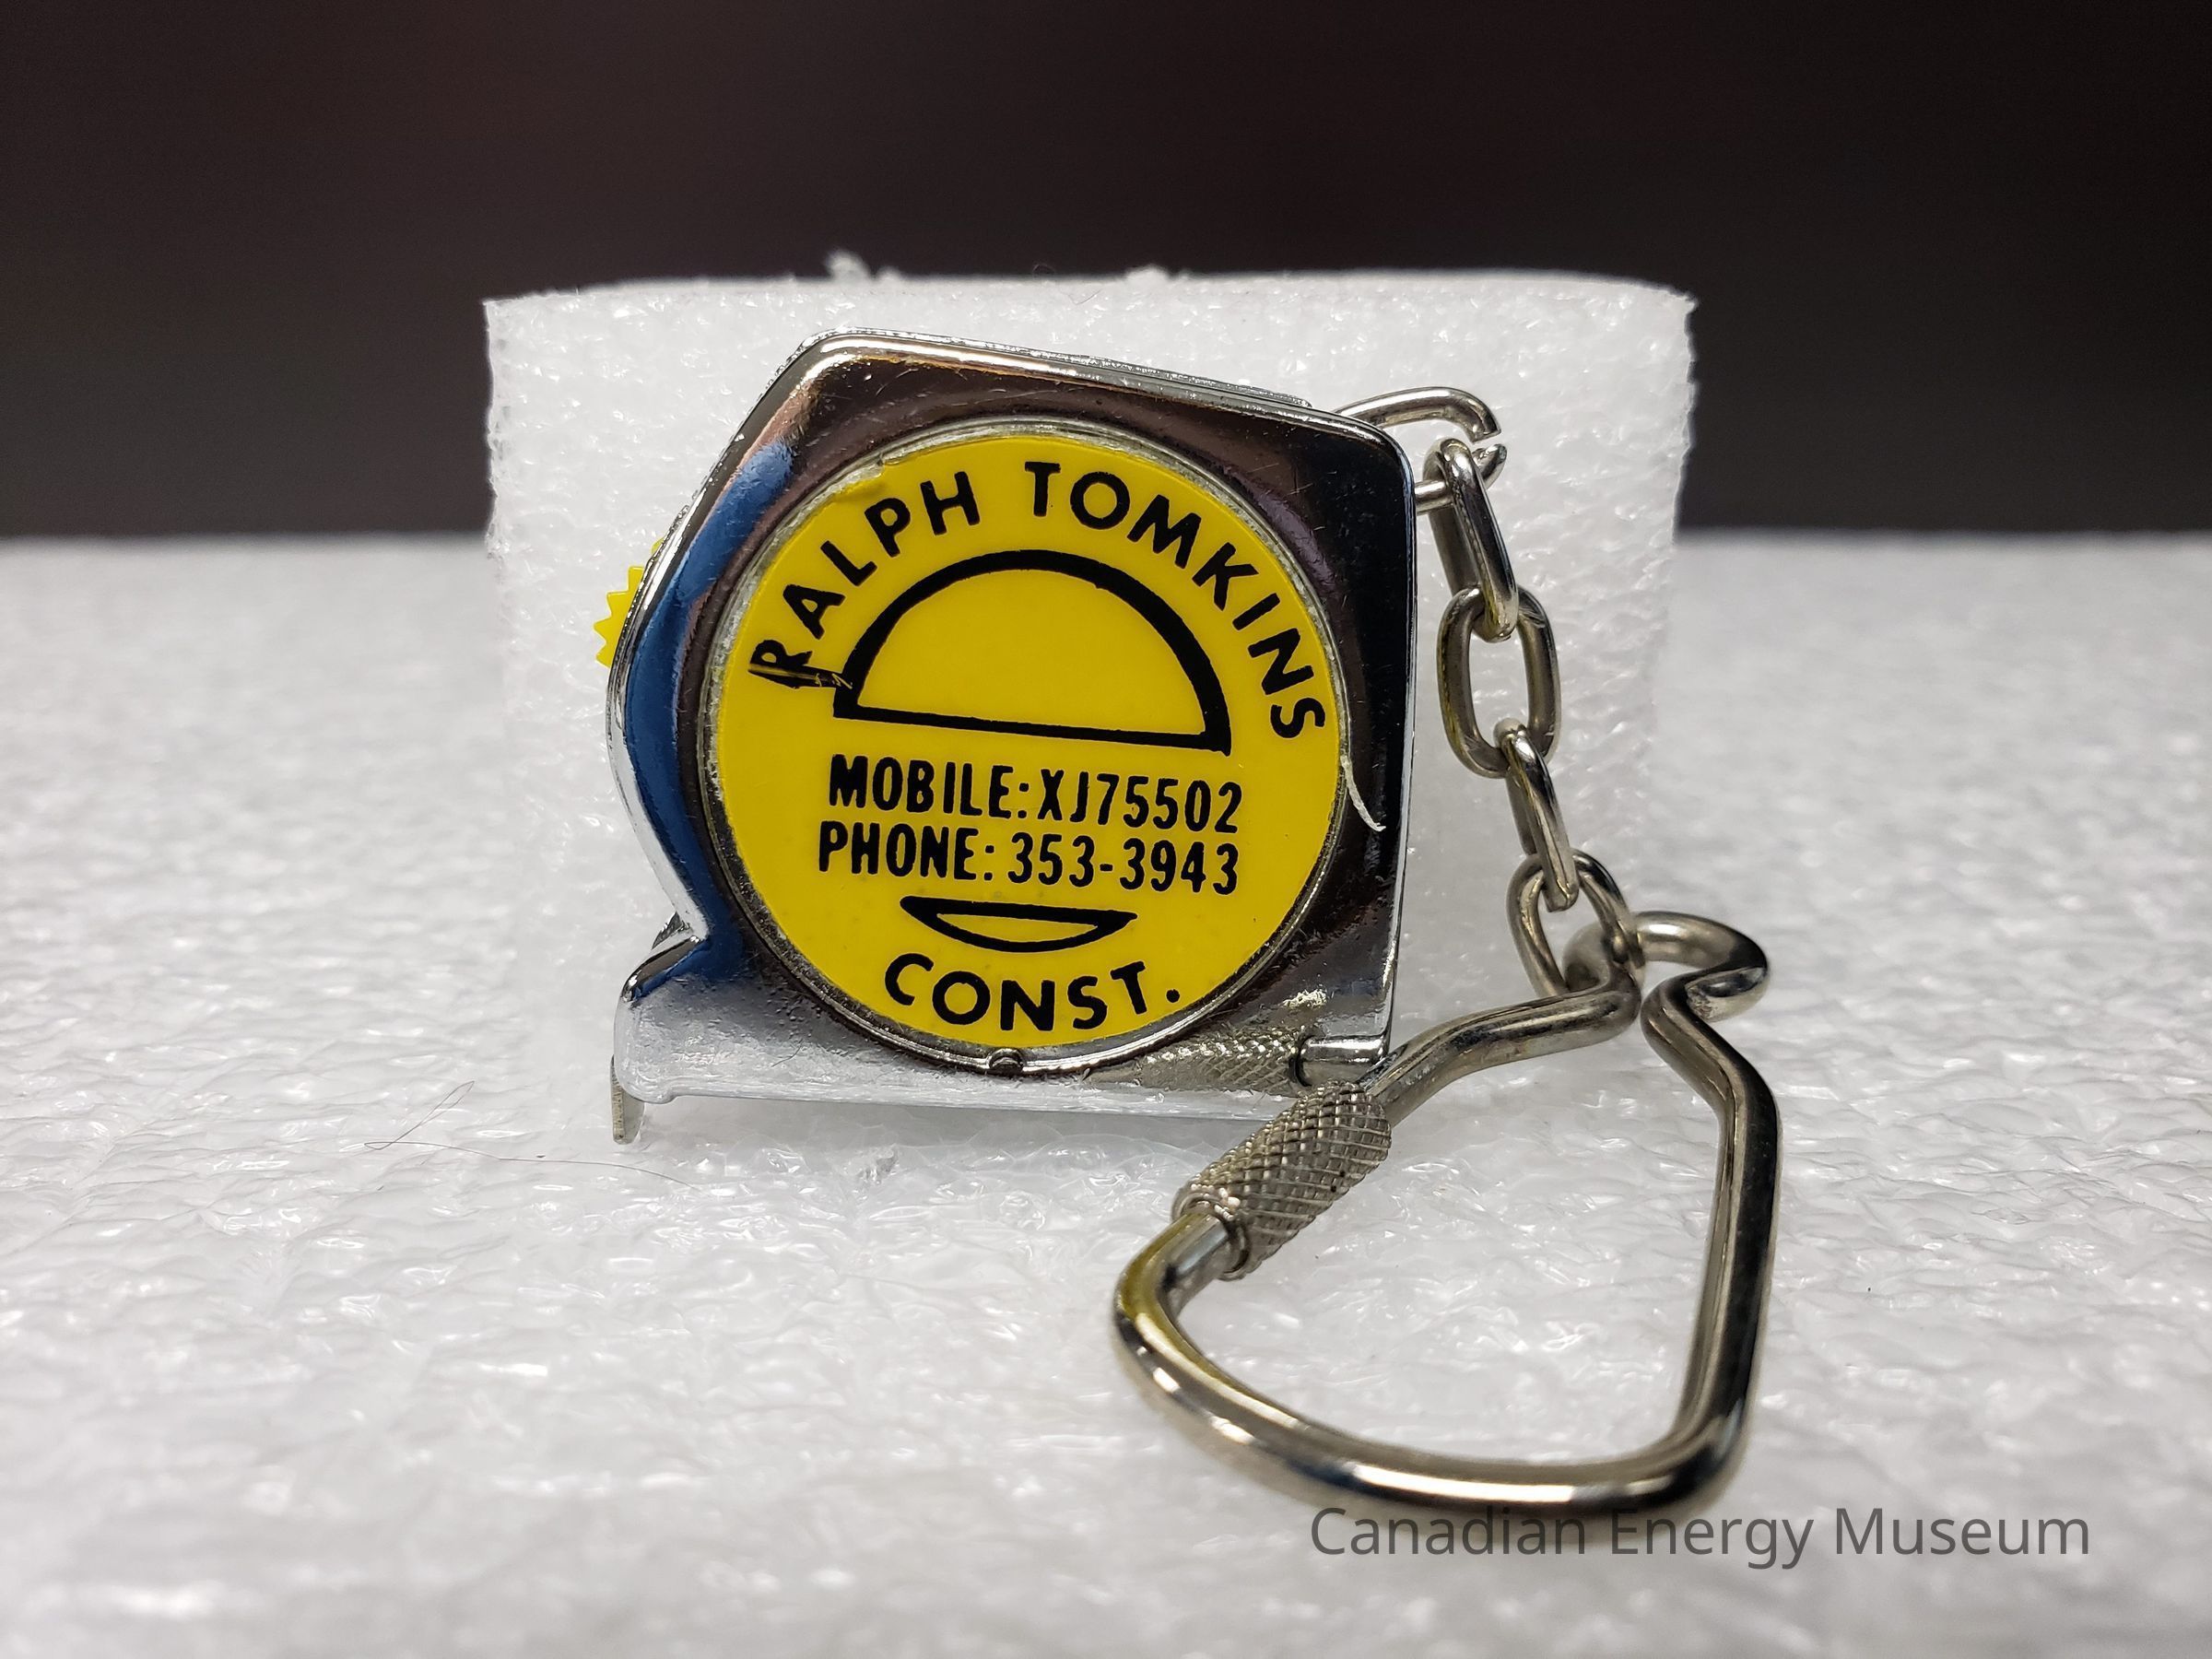 RALPH TOMKINS
MOBILE: XJ75502
PHONE: 353-3943
CONST.
Canadian Energy Museum